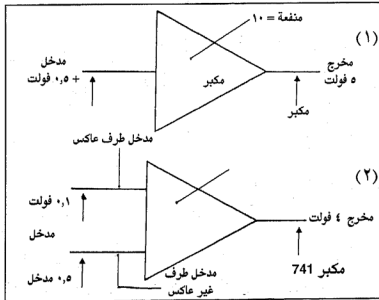 منفعة = ١٠
(١)
مدخل
+ ٠,٥ فولت
مكبر
مخرج
٥ فولت
مكبر
مدخل طرف عاكس
(٢)
٠,١ فولت
مخرج ٤ فولت
مدخل
٠,٥ مدخل
مدخل طرف
غير عاكس
مكبر 741